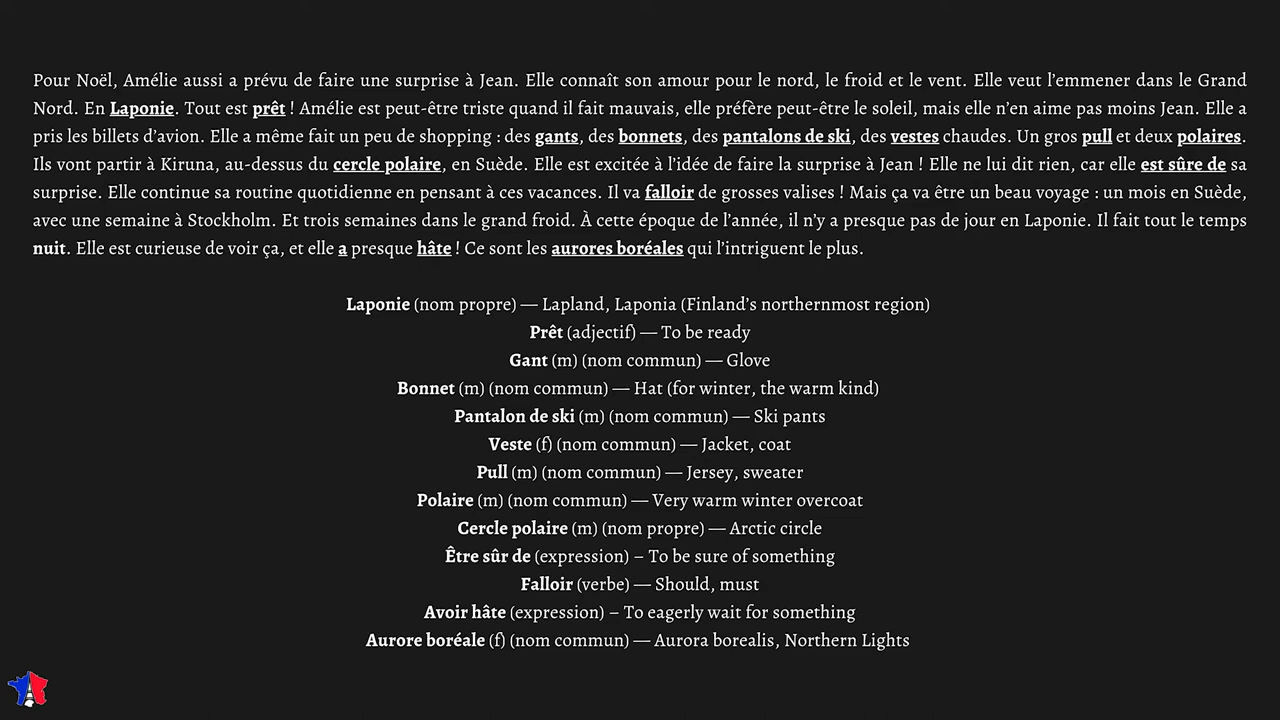 Pour Noël, Amélie aussi a prévu de faire une surprise à Jean. Elle connaît son amour pour le nord, le froid et le vent. Elle veut l’emmener dans le Grand
Nord. En Laponie. Tout est prêt ! Amélie est peut-être triste quand il fait mauvais, elle préfère peut-être le soleil, mais elle n’en aime pas moins Jean. Elle a
pris les billets d’avion. Elle a même fait un peu de shopping : des gants, des bonnets, des pantalons de ski, des vestes chaudes. Un gros pull et deux polaires.
Ils vont partir à Kiruna, au-dessus du cercle polaire, en Suède. Elle est excitée à l’idée de faire la surprise à Jean ! Elle ne lui dit rien, car elle est sûre de sa
surprise. Elle continue sa routine quotidienne en pensant à ces vacances. Il va falloir de grosses valises ! Mais ça va être un beau voyage : un mois en Suède,
avec une semaine à Stockholm. Et trois semaines dans le grand froid. À cette époque de l’année, il n’y a presque pas de jour en Laponie. Il fait tout le temps
nuit. Elle est curieuse de voir ça, et elle a presque hâte ! Ce sont les aurores boréales qui l’intriguent le plus.
Laponie (nom propre) — Lapland, Laponia (Finland’s northernmost region)
Prêt (adjectif) — To be ready
Gant (m) (nom commun) — Glove
Bonnet (m) (nom commun) — Hat (for winter, the warm kind)
Pantalon de ski (m) (nom commun) — Ski pants
Veste (f) (nom commun) — Jacket, coat
Pull (m) (nom commun) — Jersey, sweater
Polaire (m) (nom commun) — Very warm winter overcoat
Cercle polaire (m) (nom propre) — Arctic circle
Être sûr de (expression) – To be sure of something
Falloir (verbe) — Should, must
Avoir hâte (expression) – To eagerly wait for something
Aurore boréale (f) (nom commun) — Aurora borealis, Northern Lights